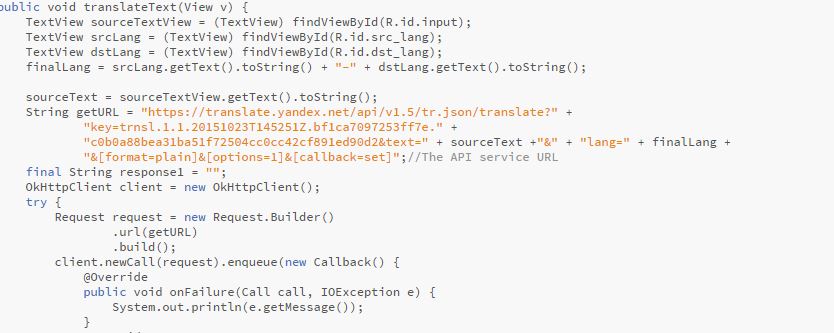 public void translateText(View v) {
TextView sourceTextView = (TextView) findViewById(R.id.input);
TextView srcLang = (TextView) findViewById(R.id.src_lang);
TextView dstLang = (TextView) findViewById(R.id.dst_lang);
finalLang = srcLang.getText().toString() + "-" + dstLang.getText().toString();
sourceText = sourceTextView.getText().toString();
String getURL = "https://translate.yandex.net/api/v1.5/tr.json/translate?" +
"key=trnsl.1.1.20151023T145251Z.bf1ca7097253ff7e." +
"c0b0a88bea31ba51f72504cc0cc42cf891ed90d2&text=" + sourceText +"&" + "lang=" + finalLang +
"&[format=plain]&[options=1]&[callback=set]";//The API service URL
final String response1 = "";
OkHttpClient client = new OkHttpClient();
try {
Request request = new Request.Builder()
.url(getURL)
.build();
client.newCall(request).enqueue(new Callback() {
@Override
public void onFailure(Call call, IOException e) {
System.out.println(e.getMessage());
}